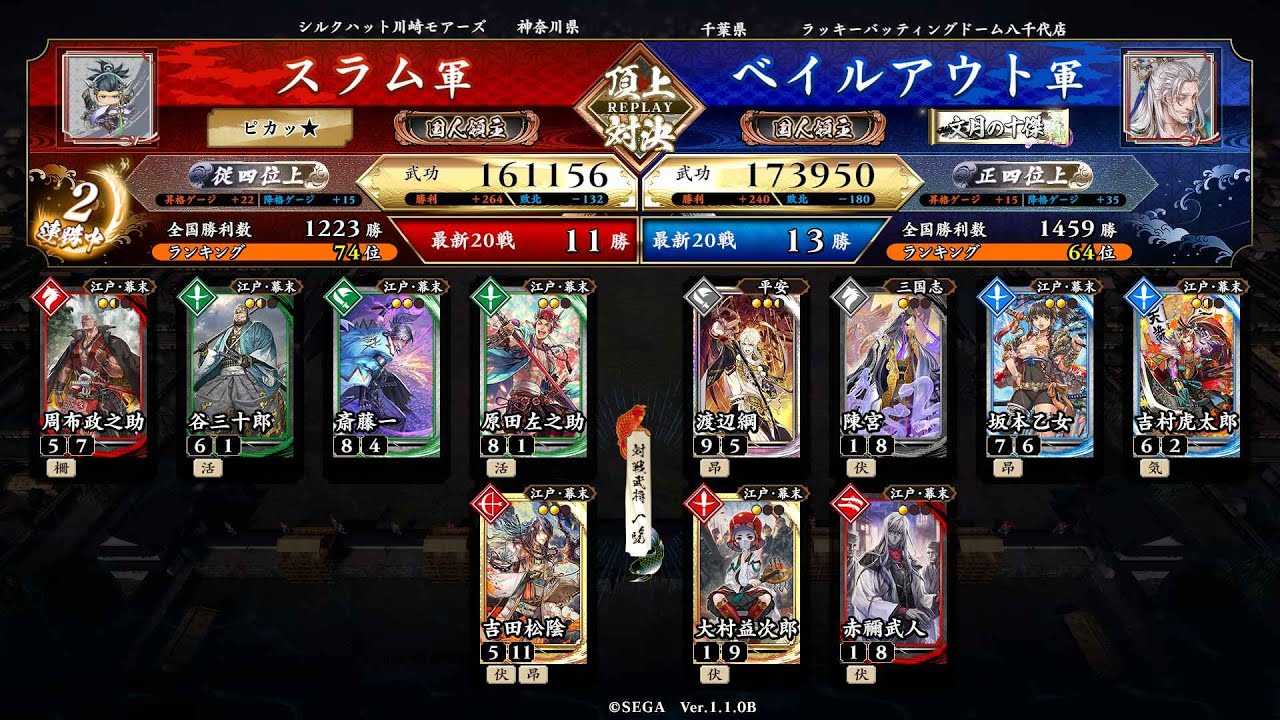 シルクハット川崎モアーズ 神奈川県
千葉県 ラッキーバッティングドーム八千代店
スラム軍
頂上
REPLAY
対決
ベイルアウト軍
ピカッ★
国人領主
国人領主
文月の十傑
2
連勝中
従四位上
昇格ゲージ +22 降格ゲージ +15
武功 161156
勝利 +264 敗北 -132
武功 173950
勝利 +240 敗北 -180
正四位上
昇格ゲージ +15 降格ゲージ +35
全国勝利数 1223勝
ランキング 74位
最新20戦 11勝
最新20戦 13勝
全国勝利数 1459勝
ランキング 64位
江戸・幕末
周布政之助
5 7
柵
江戸・幕末
谷三十郎
6 1
活
江戸・幕末
斎藤一
8 4
江戸・幕末
原田左之助
8 1
活
平安
渡辺綱
9 5
昂
三国志
陳宮
1 8
伏
江戸・幕末
坂本乙女
7 6
昂
江戸・幕末
天誅
吉村虎太郎
6 2
気
江戸・幕末
吉田松陰
5 11
伏 昂
江戸・幕末
大村益次郎
1 9
伏
江戸・幕末
赤禰武人
1 8
伏
©SEGA Ver.1.1.0B